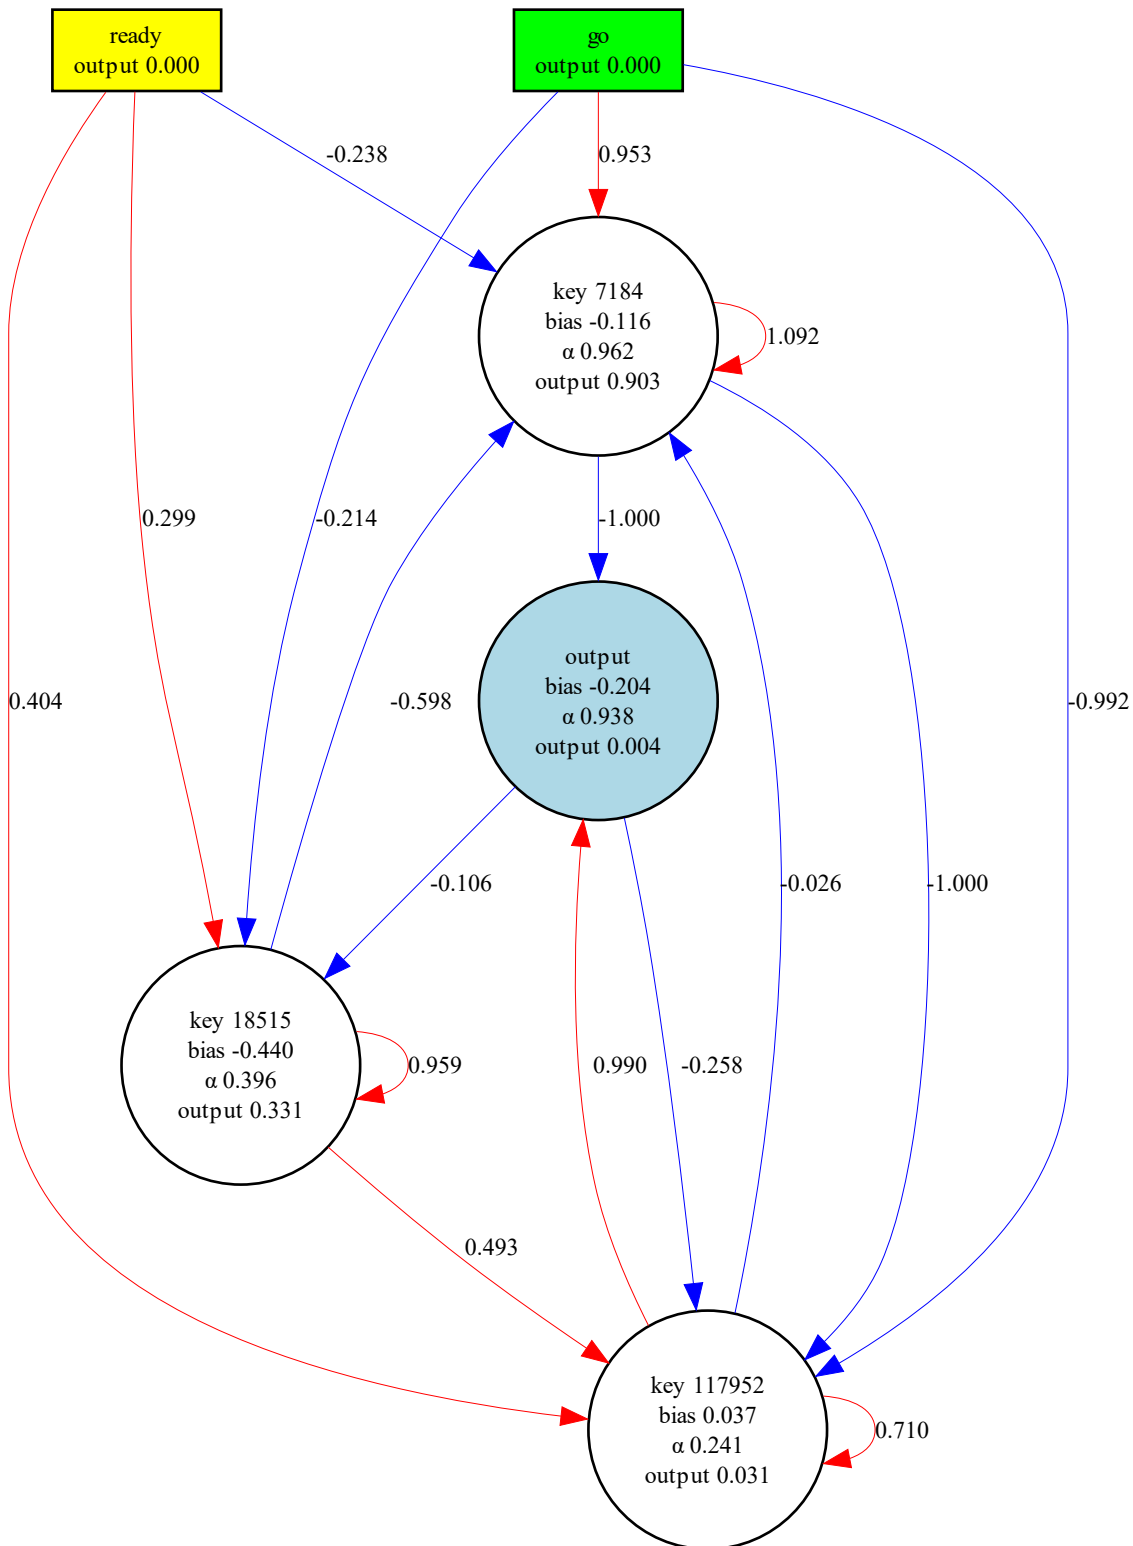 ready
output 0.000
go
output 0.000
-0.238
0.953
key 7184
bias -0.116
α 0.962
output 0.903
1.092
0.299
-0.214
-1.000
output
bias -0.204
α 0.938
output 0.004
0.404
-0.598
-0.992
-0.106
-0.026
-1.000
key 18515
bias -0.440
α 0.396
output 0.331
0.959
0.990
-0.258
0.493
key 117952
bias 0.037
α 0.241
output 0.031
0.710